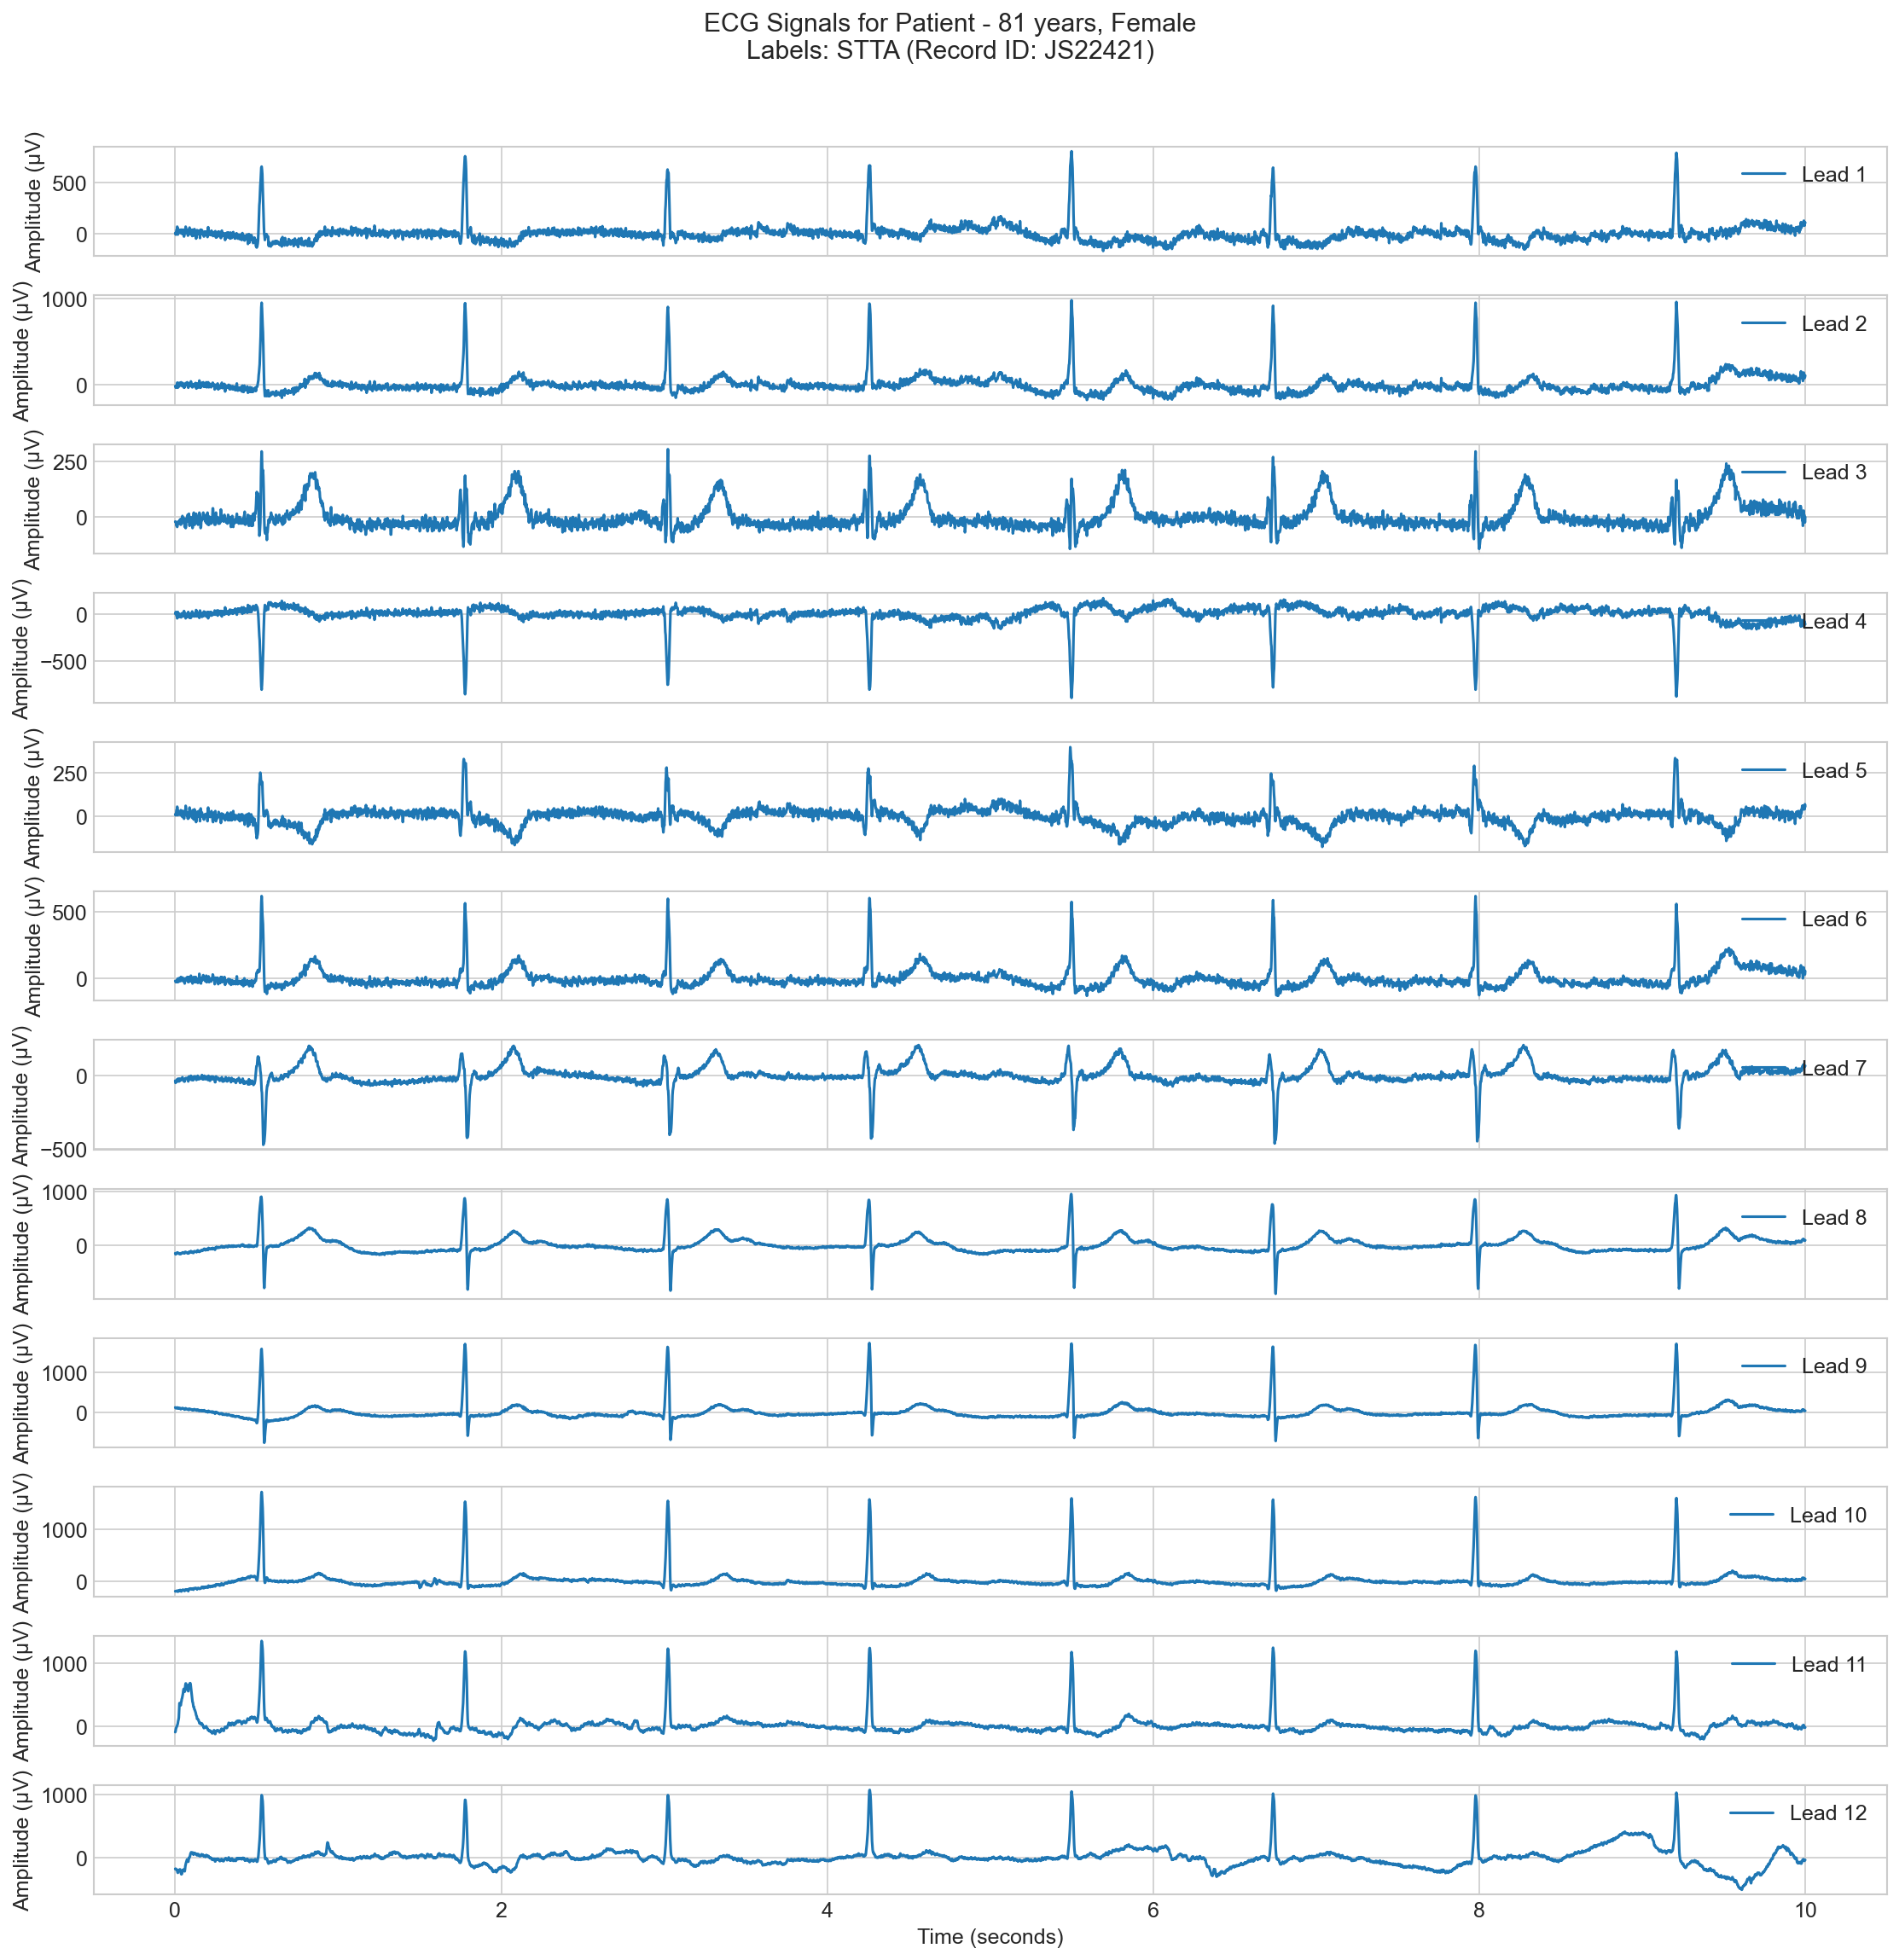 ECG Signals for Patient - 81 years, Female
Labels: STTA (Record ID: JS22421)
Amplitude (µV)
500
0
Lead 1
Amplitude (µV)
1000
0
Lead 2
Amplitude (µV)
250
0
Lead 3
Amplitude (µV)
0
−500
Lead 4
Amplitude (µV)
250
0
Lead 5
Amplitude (µV)
500
0
Lead 6
Amplitude (µV)
0
−500
Lead 7
Amplitude (µV)
1000
0
Lead 8
Amplitude (µV)
1000
0
Lead 9
Amplitude (µV)
1000
0
Lead 10
Amplitude (µV)
1000
0
Lead 11
Amplitude (µV)
1000
0
Lead 12
0 2 4 6 8 10
Time (seconds)